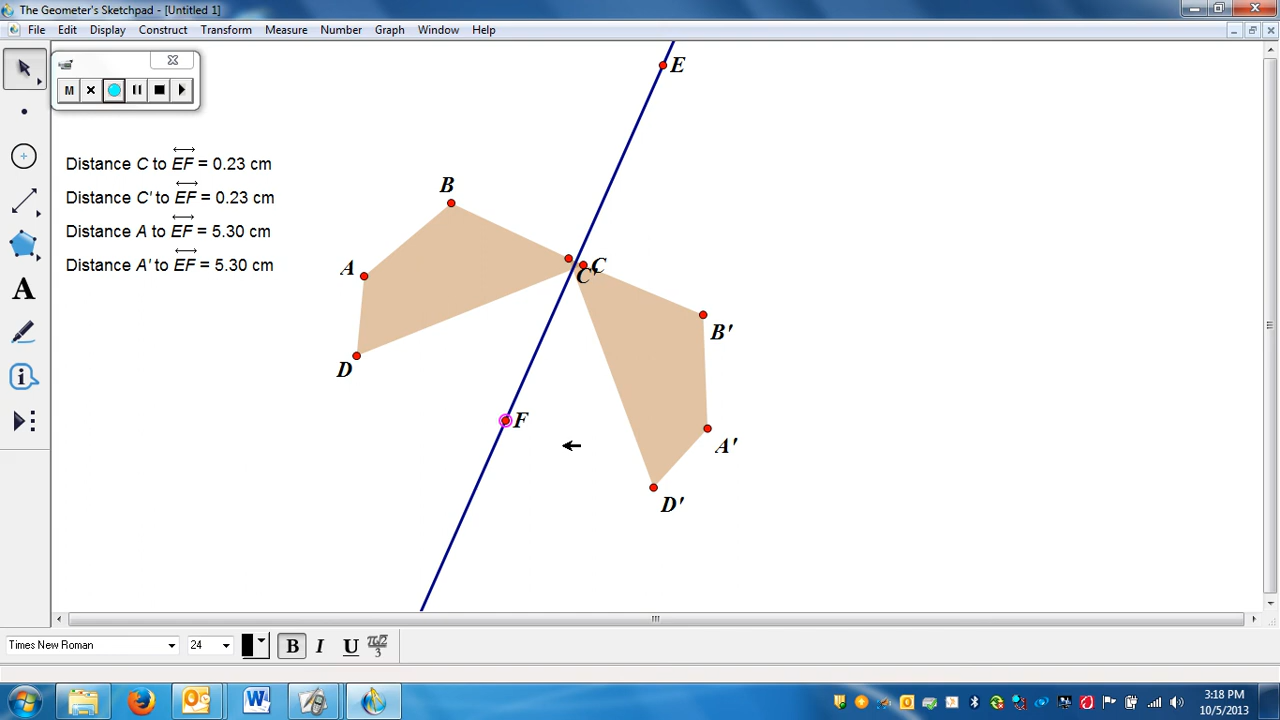 The Geometer's Sketchpad - [Untitled 1]
File Edit Display Construct Transform Measure Number Graph Window Help
M
Distance C to EF = 0.23 cm
Distance C' to EF = 0.23 cm
Distance A to EF = 5.30 cm
Distance A' to EF = 5.30 cm
E
B
A
C
C'
D
B'
F
A'
D'
A
Times New Roman 24 B I U π√2/3
3:18 PM
10/5/2013